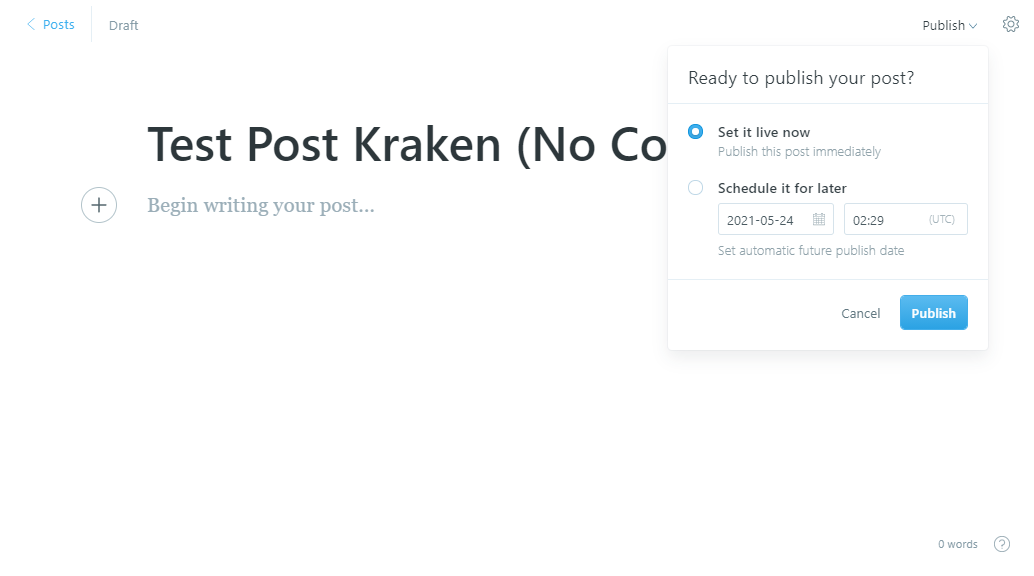 Posts
Draft
Publish
Ready to publish your post?
Set it live now
Publish this post immediately
Schedule it for later
2021-05-24
02:29 (UTC)
Set automatic future publish date
Cancel
Publish
Test Post Kraken (No Co
Begin writing your post...
0 words
?